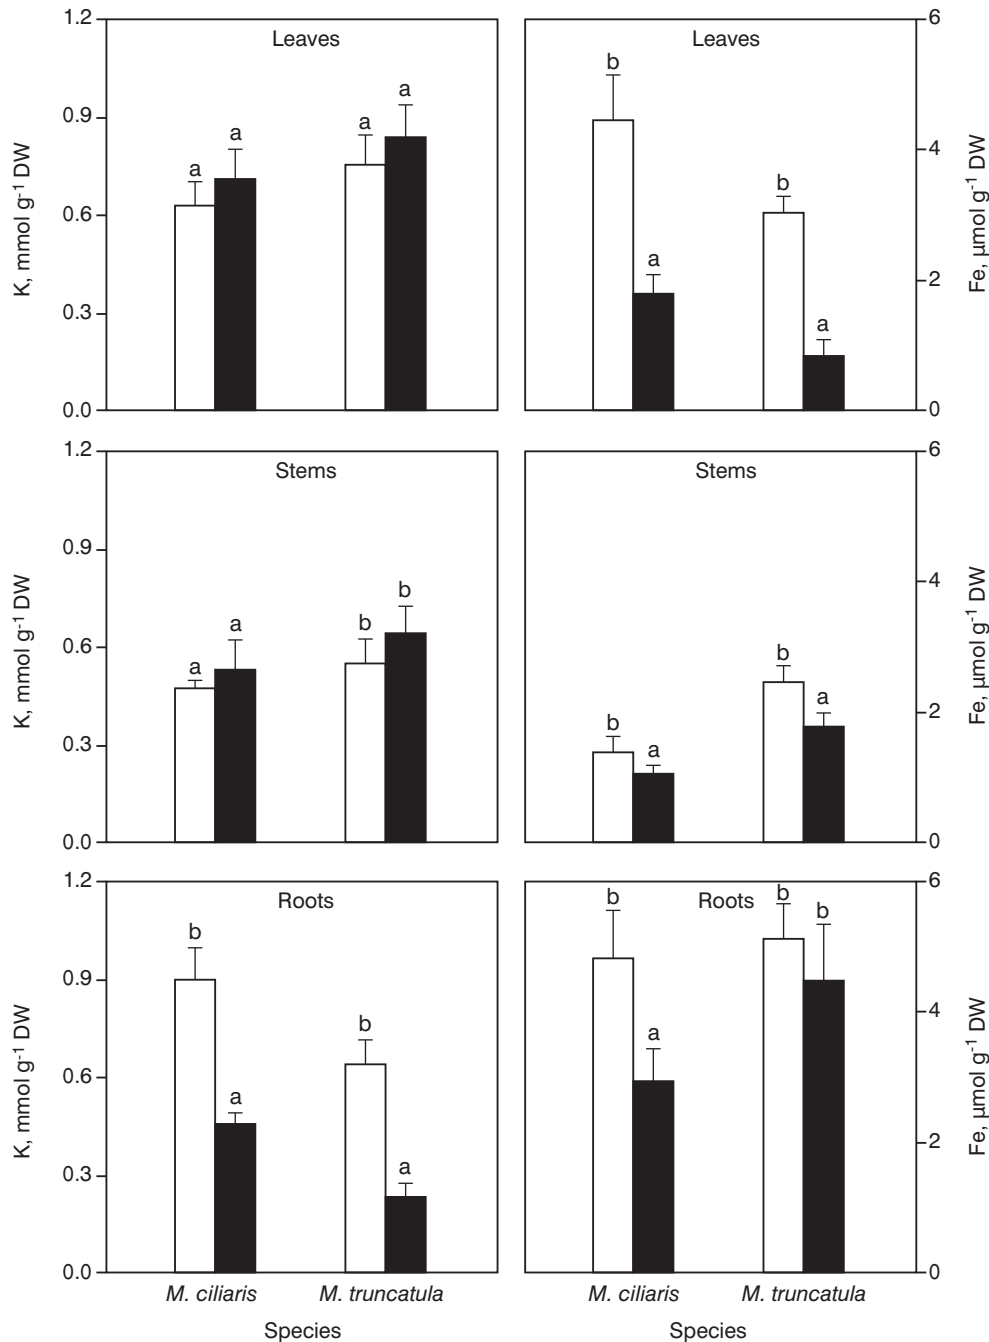 1.2
Leaves
0.9
0.6
0.3
0.0
K, mmol g-1 DW
a
a
a
a
Leaves
6
4
2
0
Fe, μmol g-1 DW
b
a
b
a
1.2
Stems
0.9
0.6
0.3
0.0
K, mmol g-1 DW
a
a
b
b
Stems
6
4
2
0
Fe, μmol g-1 DW
b
a
b
a
1.2
Roots
0.9
0.6
0.3
0.0
K, mmol g-1 DW
b
a
b
a
M. ciliaris
M. truncatula
Species
Roots
6
4
2
0
Fe, μmol g-1 DW
b
a
b
b
M. ciliaris
M. truncatula
Species